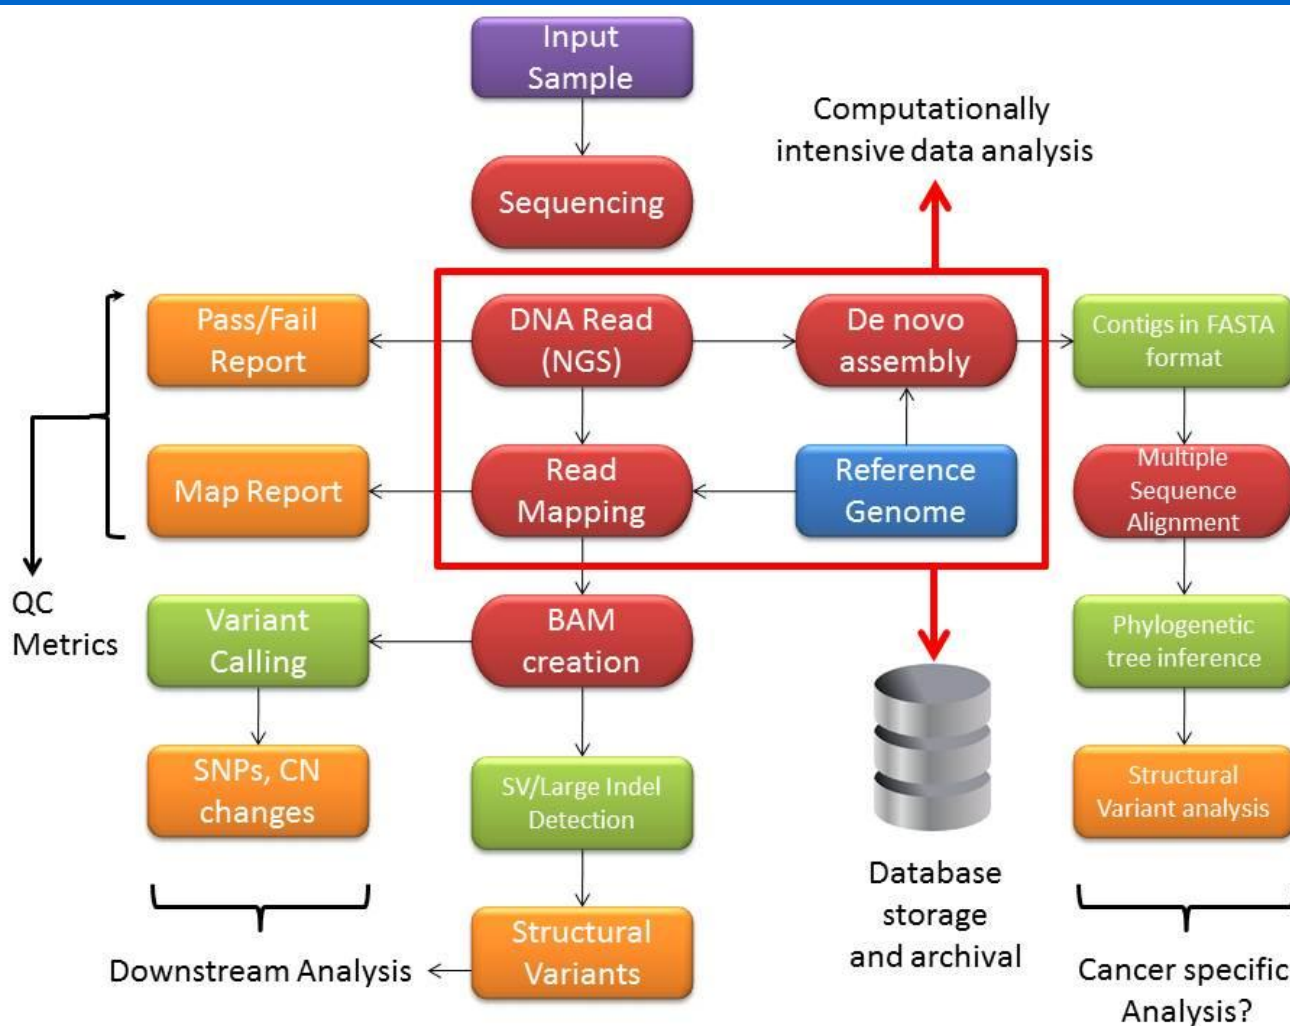 Input
Sample
Computationally
intensive data analysis
Sequencing
Pass/Fail
Report
DNA Read
(NGS)
De novo
assembly
Contigs in FASTA
format
Map Report
Read
Mapping
Reference
Genome
Multiple
Sequence
Alignment
QC
Metrics
Variant
Calling
BAM
creation
Phylogenetic
tree inference
SNPs, CN
changes
SV/Large Indel
Detection
Structural
Variant analysis
Database
storage
and archival
Structural
Variants
Downstream Analysis
Cancer specific
Analysis?